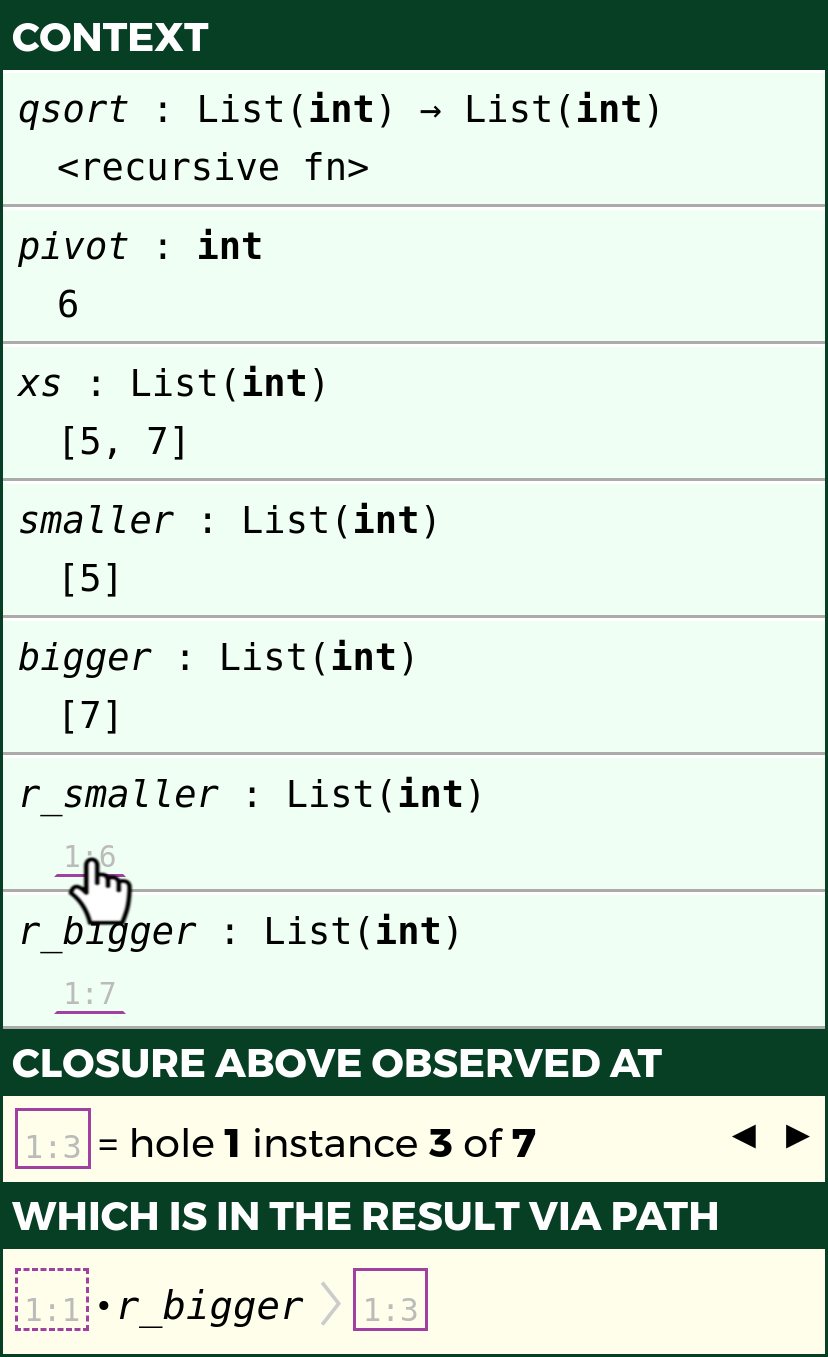 CONTEXT
qsort : List(int) → List(int)
<recursive fn>
pivot : int
6
xs : List(int)
[5, 7]
smaller : List(int)
[5]
bigger : List(int)
[7]
r_smaller : List(int)
1:6
r_bigger : List(int)
1:7
CLOSURE ABOVE OBSERVED AT
1:3 = hole 1 instance 3 of 7 ◀ ▶
WHICH IS IN THE RESULT VIA PATH
1:1 • r_bigger 〉 1:3